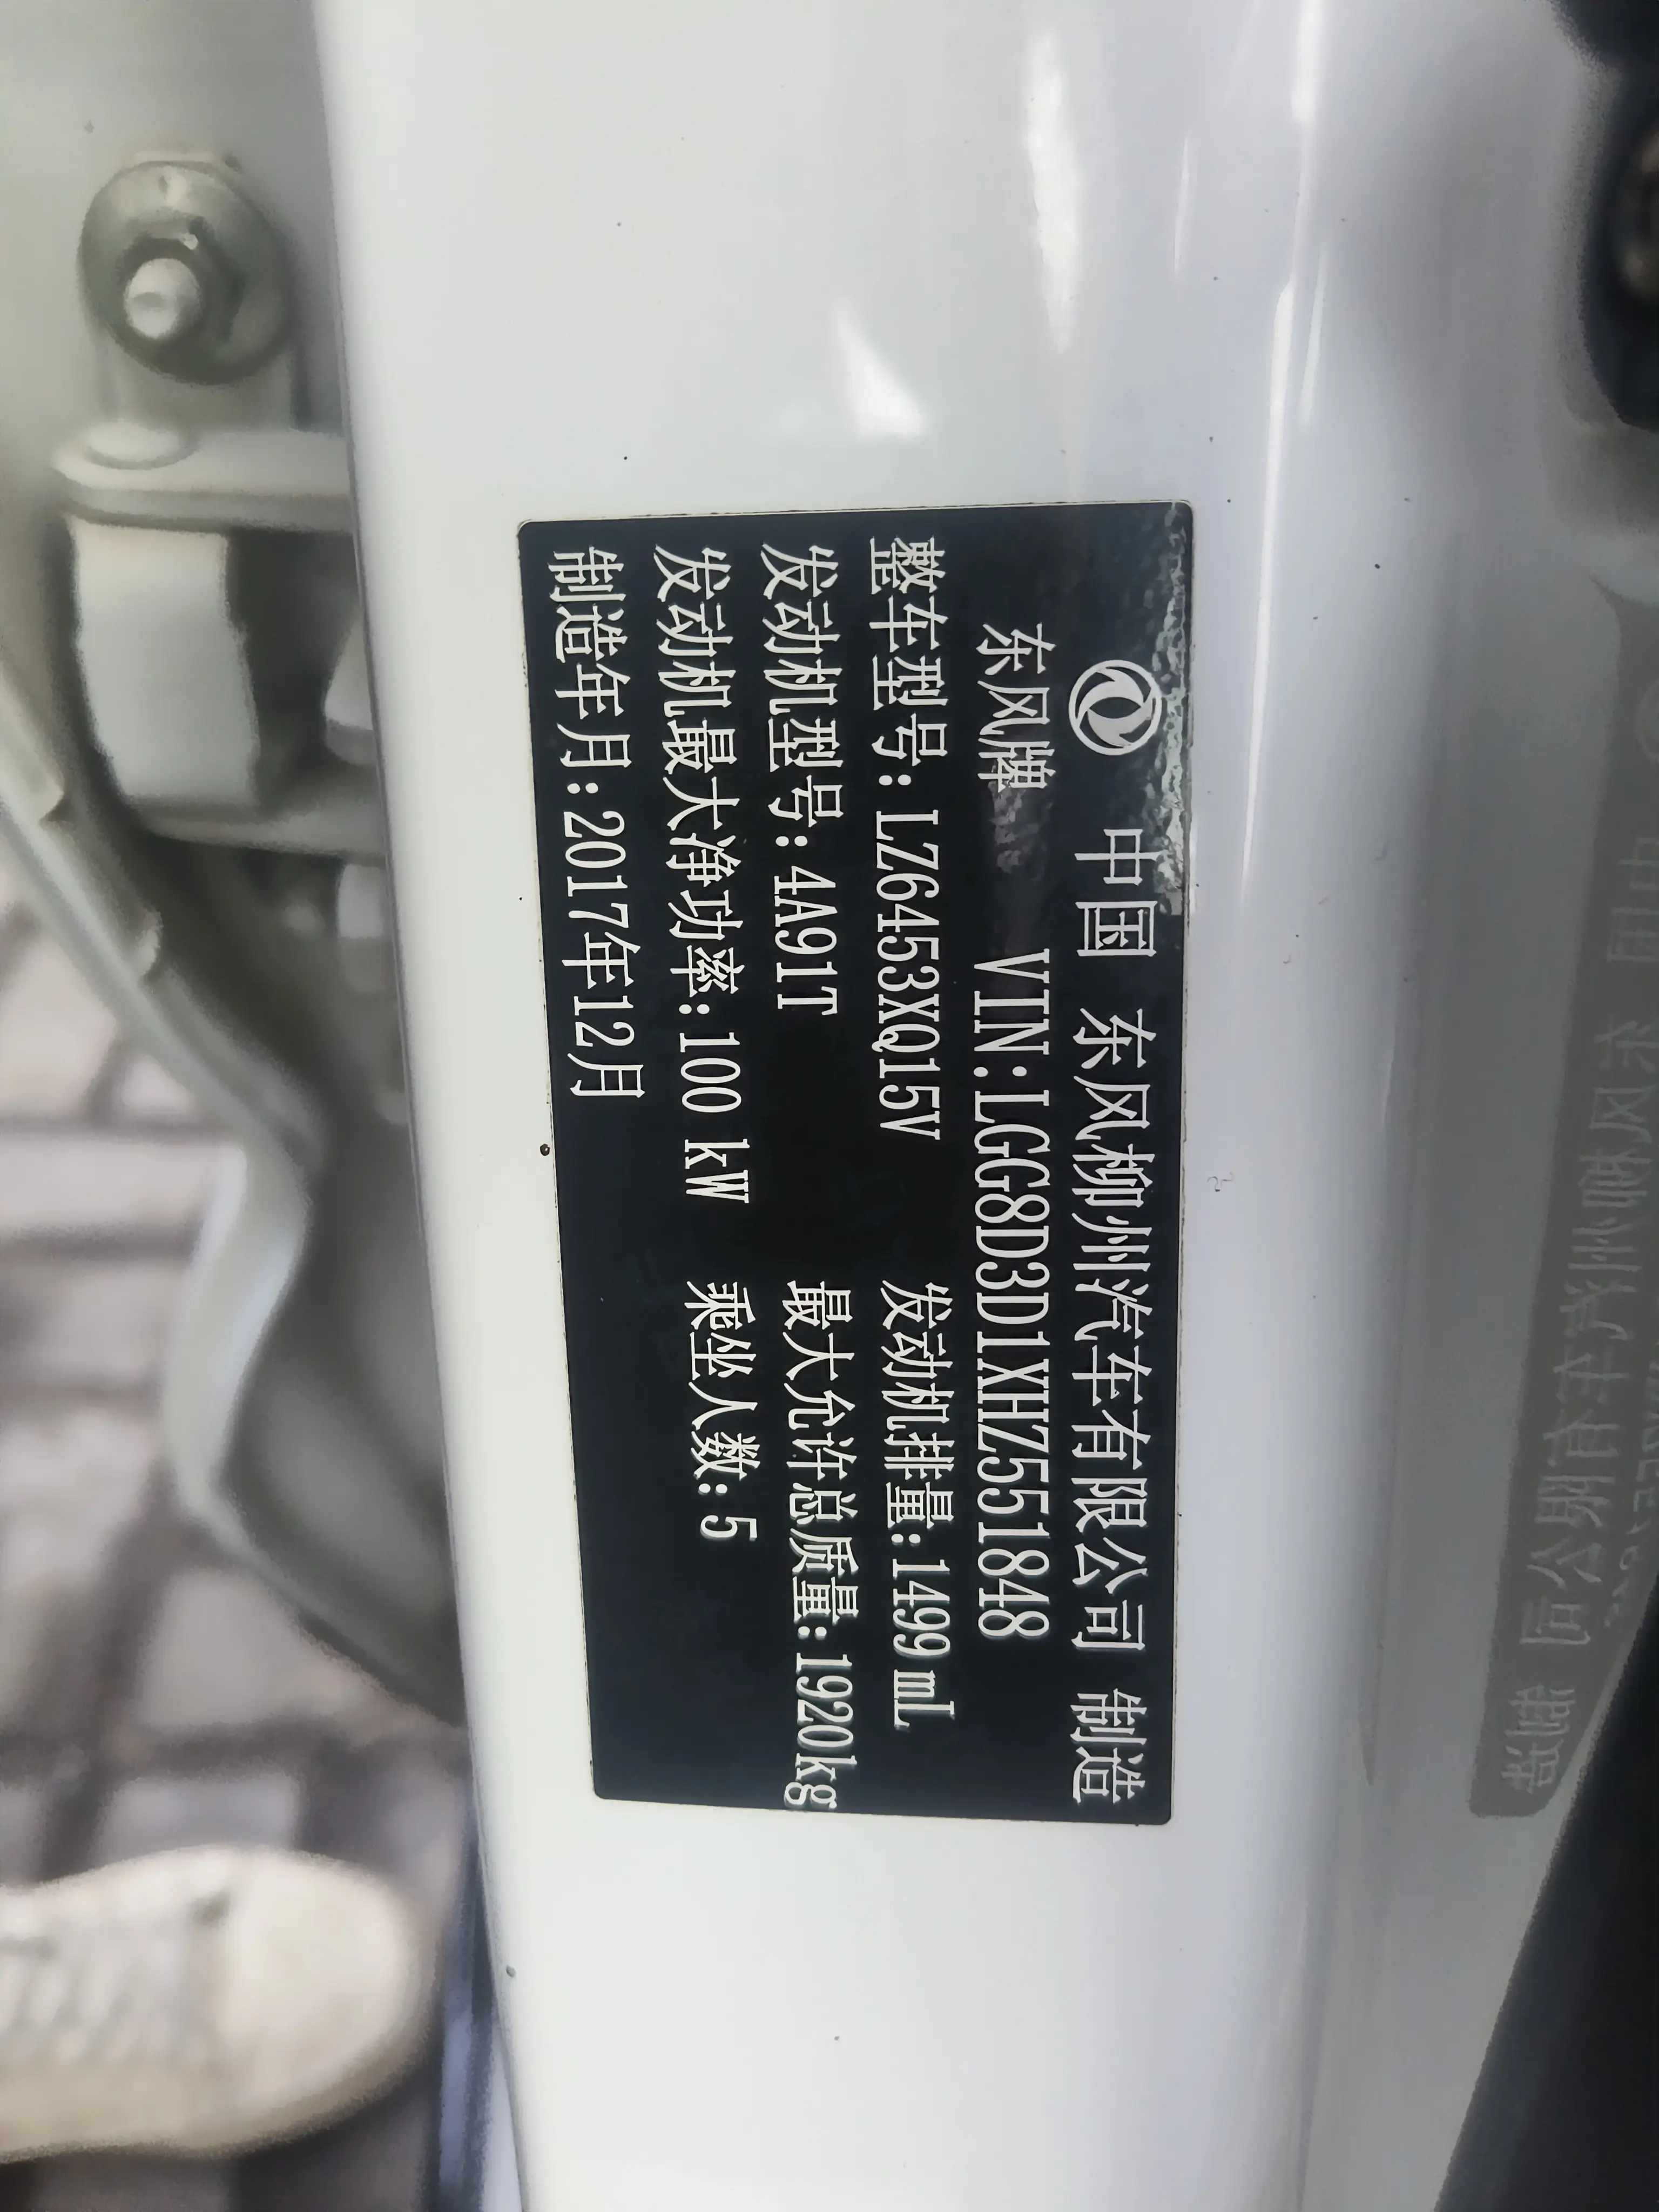 中国 东风柳州汽车有限公司 制造
东风牌 VIN:LGG8D3D1XHZ551848
整车型号:LZ6453XQ15V 发动机排量:1499mL
发动机型号:4A91T 最大允许总质量:1920kg
发动机最大净功率:100 kW 乘坐人数:5
制造年月:2017年12月